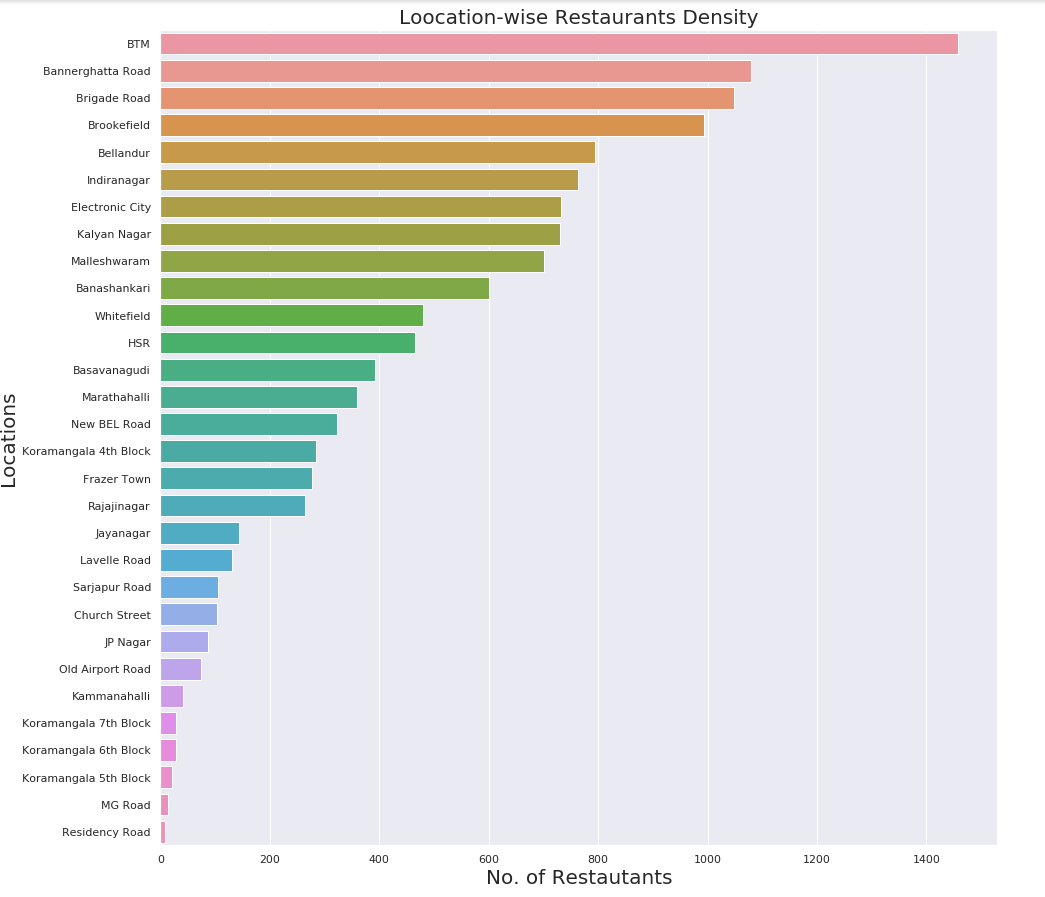 Loocation-wise Restaurants Density
Locations
BTM
Bannerghatta Road
Brigade Road
Brookefield
Bellandur
Indiranagar
Electronic City
Kalyan Nagar
Malleshwaram
Banashankari
Whitefield
HSR
Basavanagudi
Marathahalli
New BEL Road
Koramangala 4th Block
Frazer Town
Rajajinagar
Jayanagar
Lavelle Road
Sarjapur Road
Church Street
JP Nagar
Old Airport Road
Kammanahalli
Koramangala 7th Block
Koramangala 6th Block
Koramangala 5th Block
MG Road
Residency Road
0 200 400 600 800 1000 1200 1400
No. of Restautants